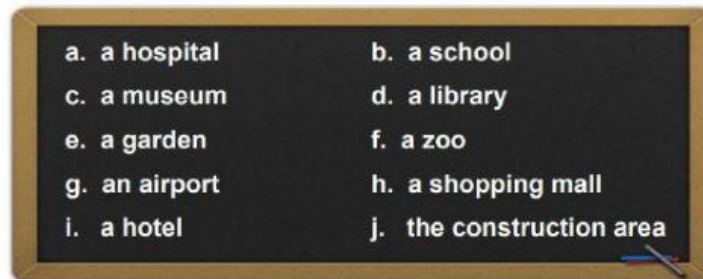 a. a hospital b. a school
c. a museum d. a library
e. a garden f. a zoo
g. an airport h. a shopping mall
i. a hotel j. the construction area